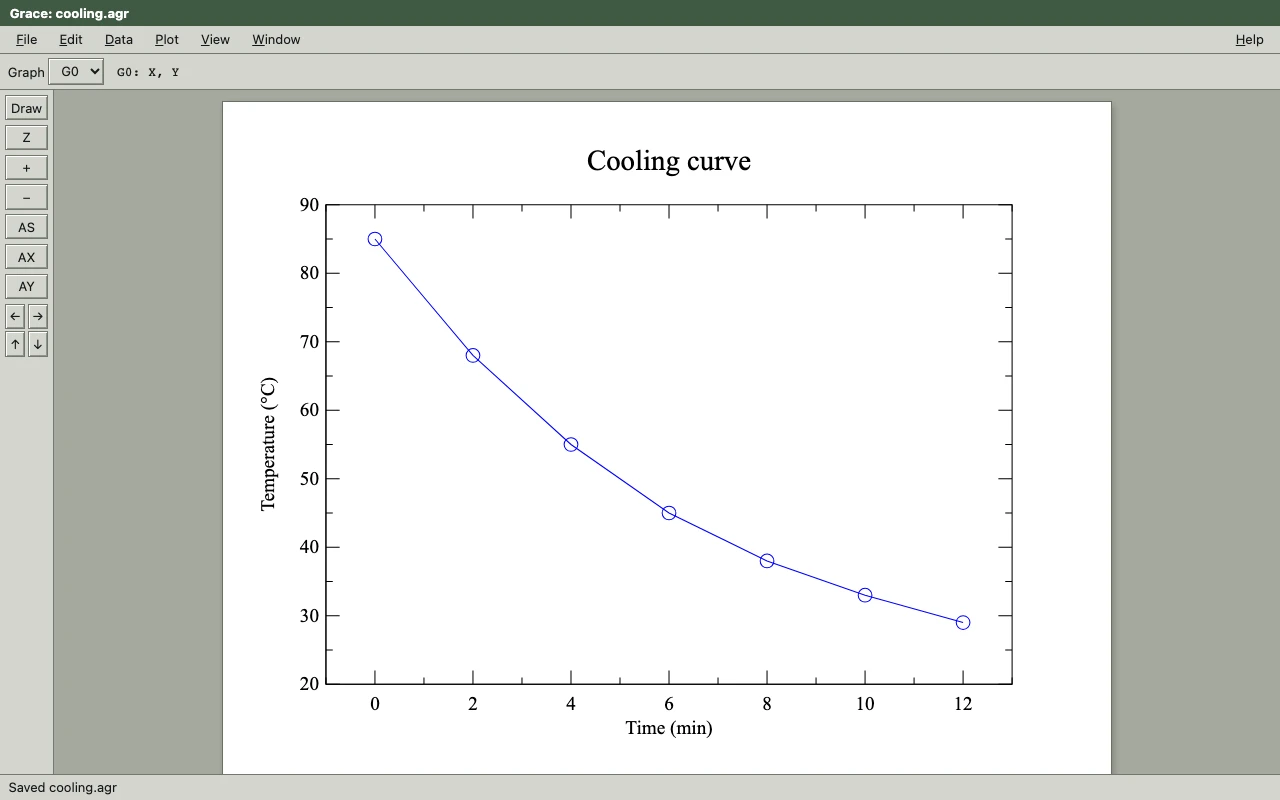 Grace: cooling.agr
File Edit Data Plot View Window Help
Graph G0 G0: X, Y
Draw
Z
+
−
AS
AX
AY
← →
↑ ↓
Cooling curve
90
80
70
60
50
40
30
20
Temperature (°C)
0 2 4 6 8 10 12
Time (min)
Saved cooling.agr